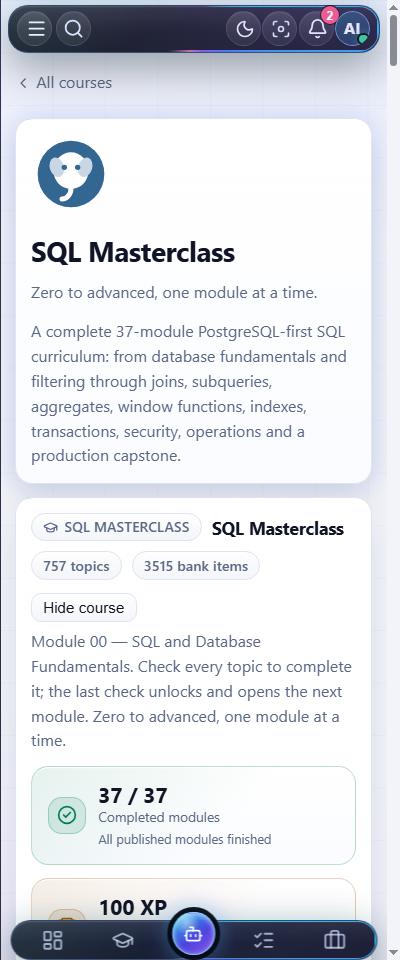 2
AI
All courses
SQL Masterclass
Zero to advanced, one module at a time.
A complete 37-module PostgreSQL-first SQL
curriculum: from database fundamentals and
filtering through joins, subqueries,
aggregates, window functions, indexes,
transactions, security, operations and a
production capstone.
SQL MASTERCLASS SQL Masterclass
757 topics 3515 bank items
Hide course
Module 00 — SQL and Database
Fundamentals. Check every topic to complete
it; the last check unlocks and opens the next
module. Zero to advanced, one module at a
time.
37 / 37
Completed modules
All published modules finished
100 XP